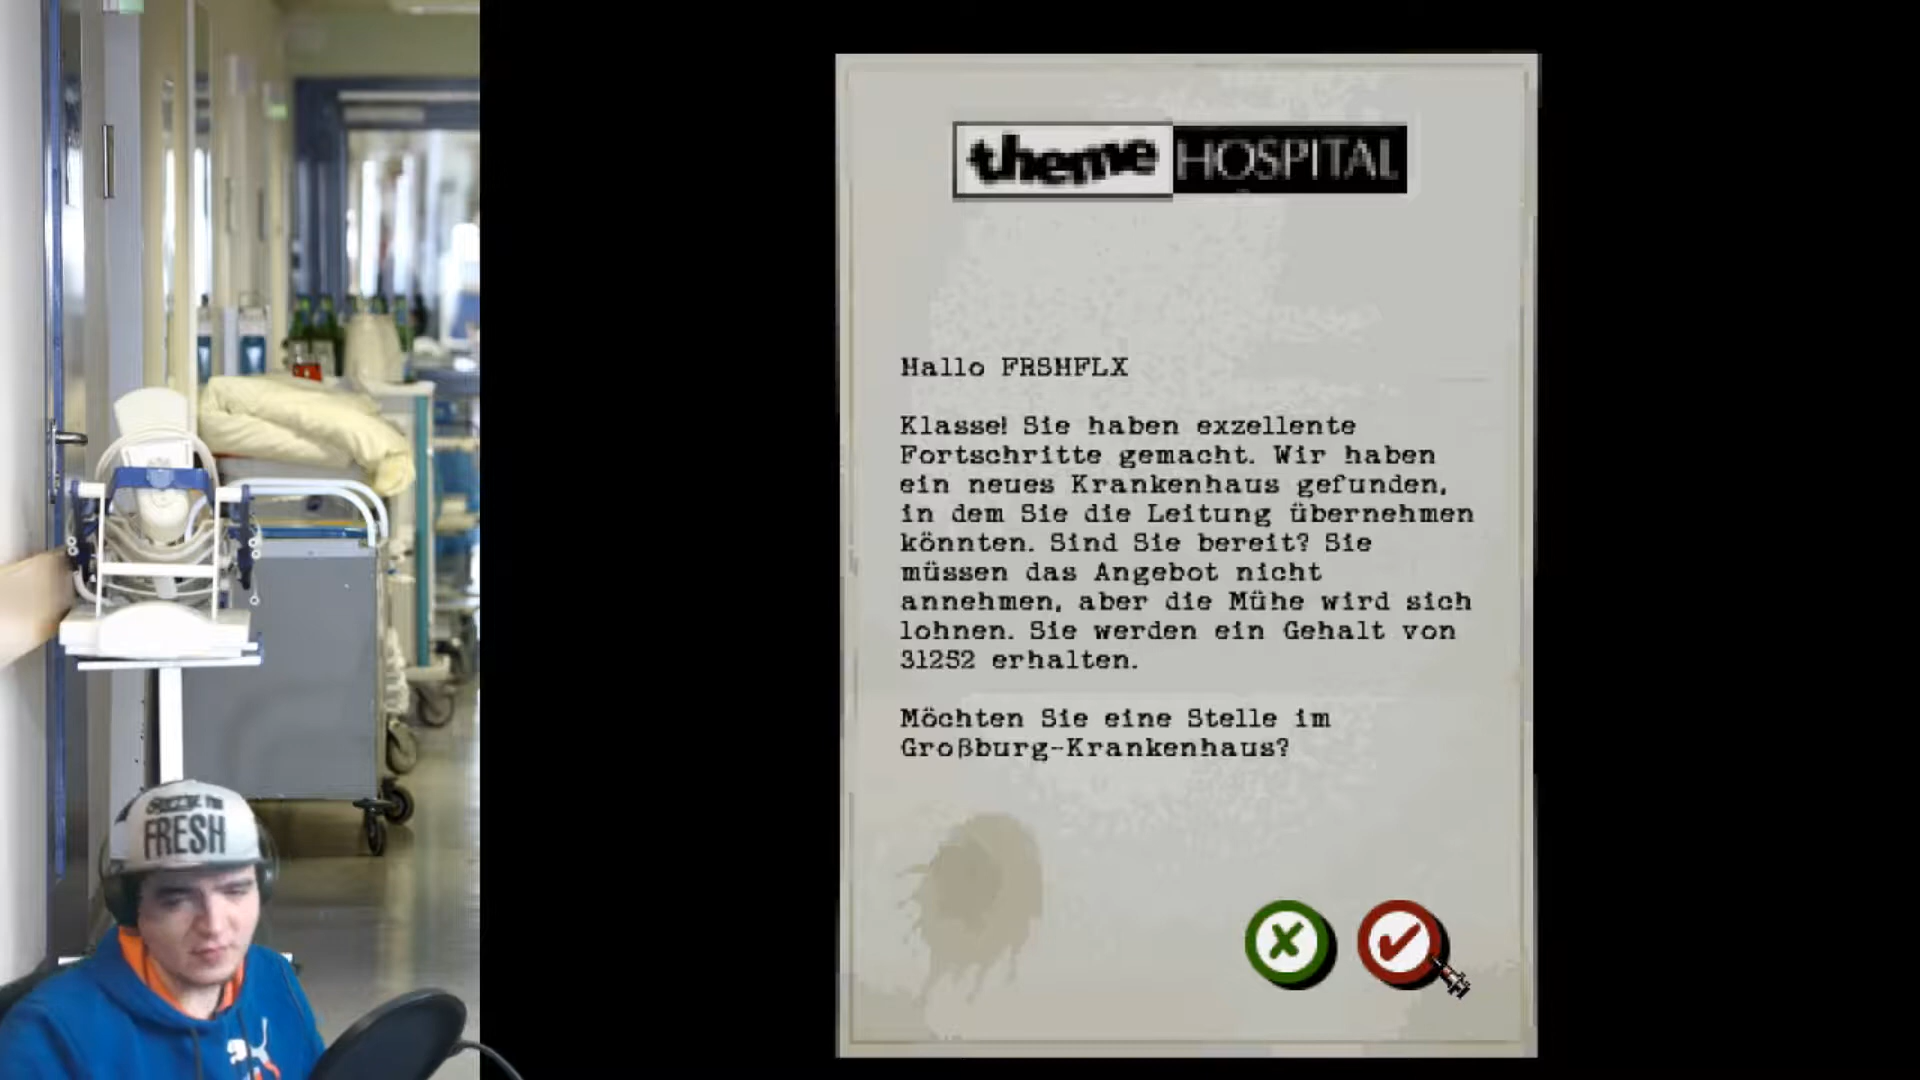 theme HOSPITAL
Hallo FRSHFLX
Klasse! Sie haben exzellente
Fortschritte gemacht. Wir haben
ein neues Krankenhaus gefunden,
in dem Sie die Leitung übernehmen
könnten. Sind Sie bereit? Sie
müssen das Angebot nicht
annehmen, aber die Mühe wird sich
lohnen. Sie werden ein Gehalt von
31252 erhalten.
Möchten Sie eine Stelle im
Großburg-Krankenhaus?
FRESH